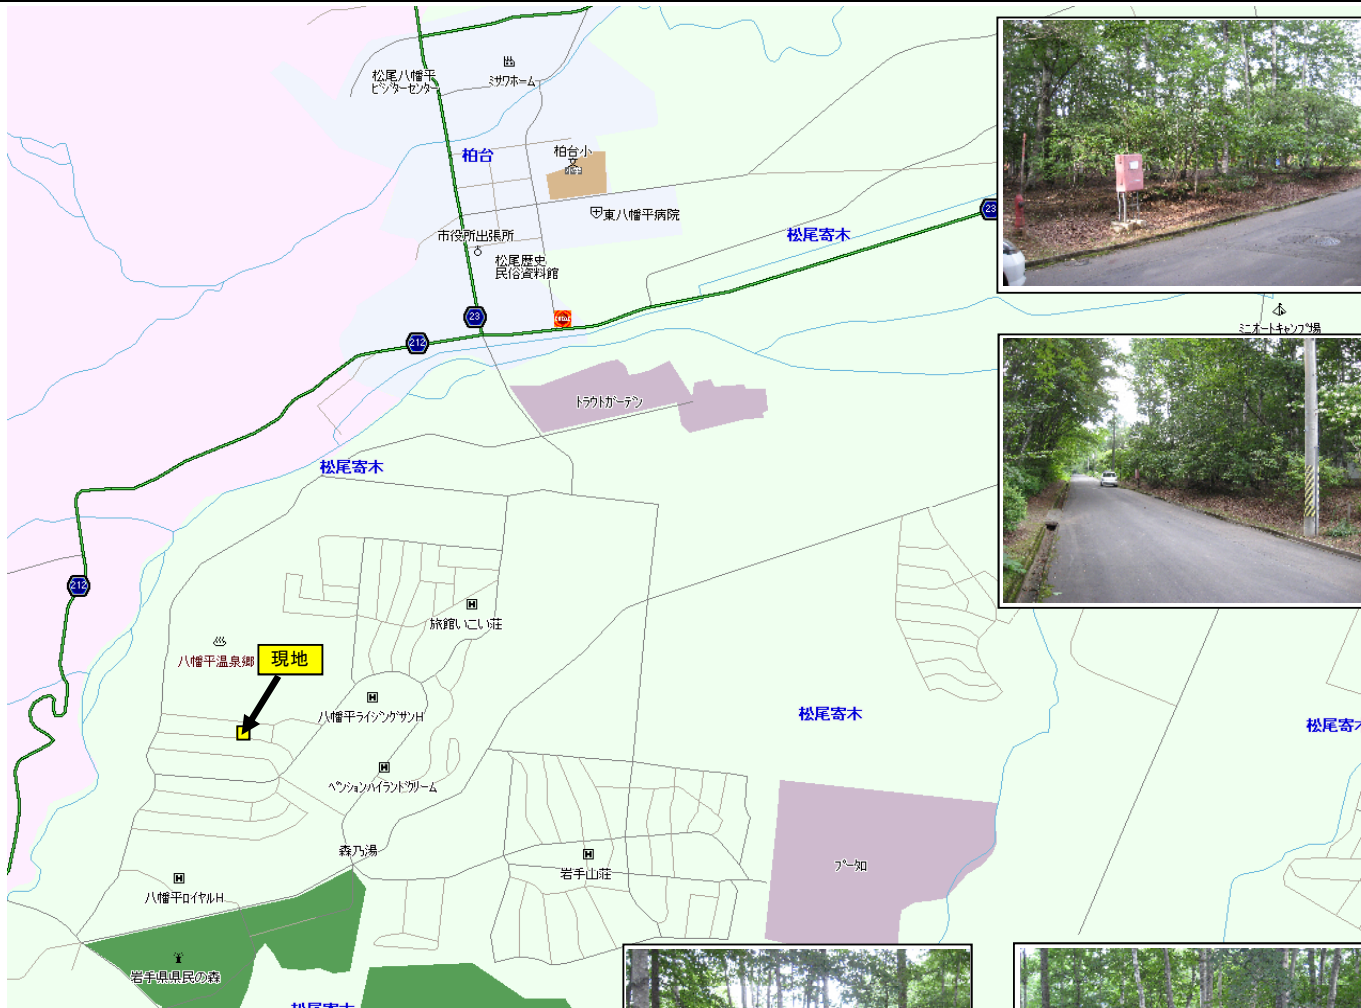 松尾八幡平
ビジターセンター
ミサワホーム
柏台
柏台小
文
東八幡平病院
市役所出張所
松尾歴史
民俗資料館
松尾寄木
23
23
212
ミニオートキャンプ場
トラウトガーデン
松尾寄木
212
旅館いこい荘
八幡平温泉郷
現地
八幡平ライジングサンH
松尾寄木
松尾寄木
ペンションハイランドクリーム
森乃湯
岩手山荘
八幡平ロイヤルH
岩手県県民の森
松尾寄木